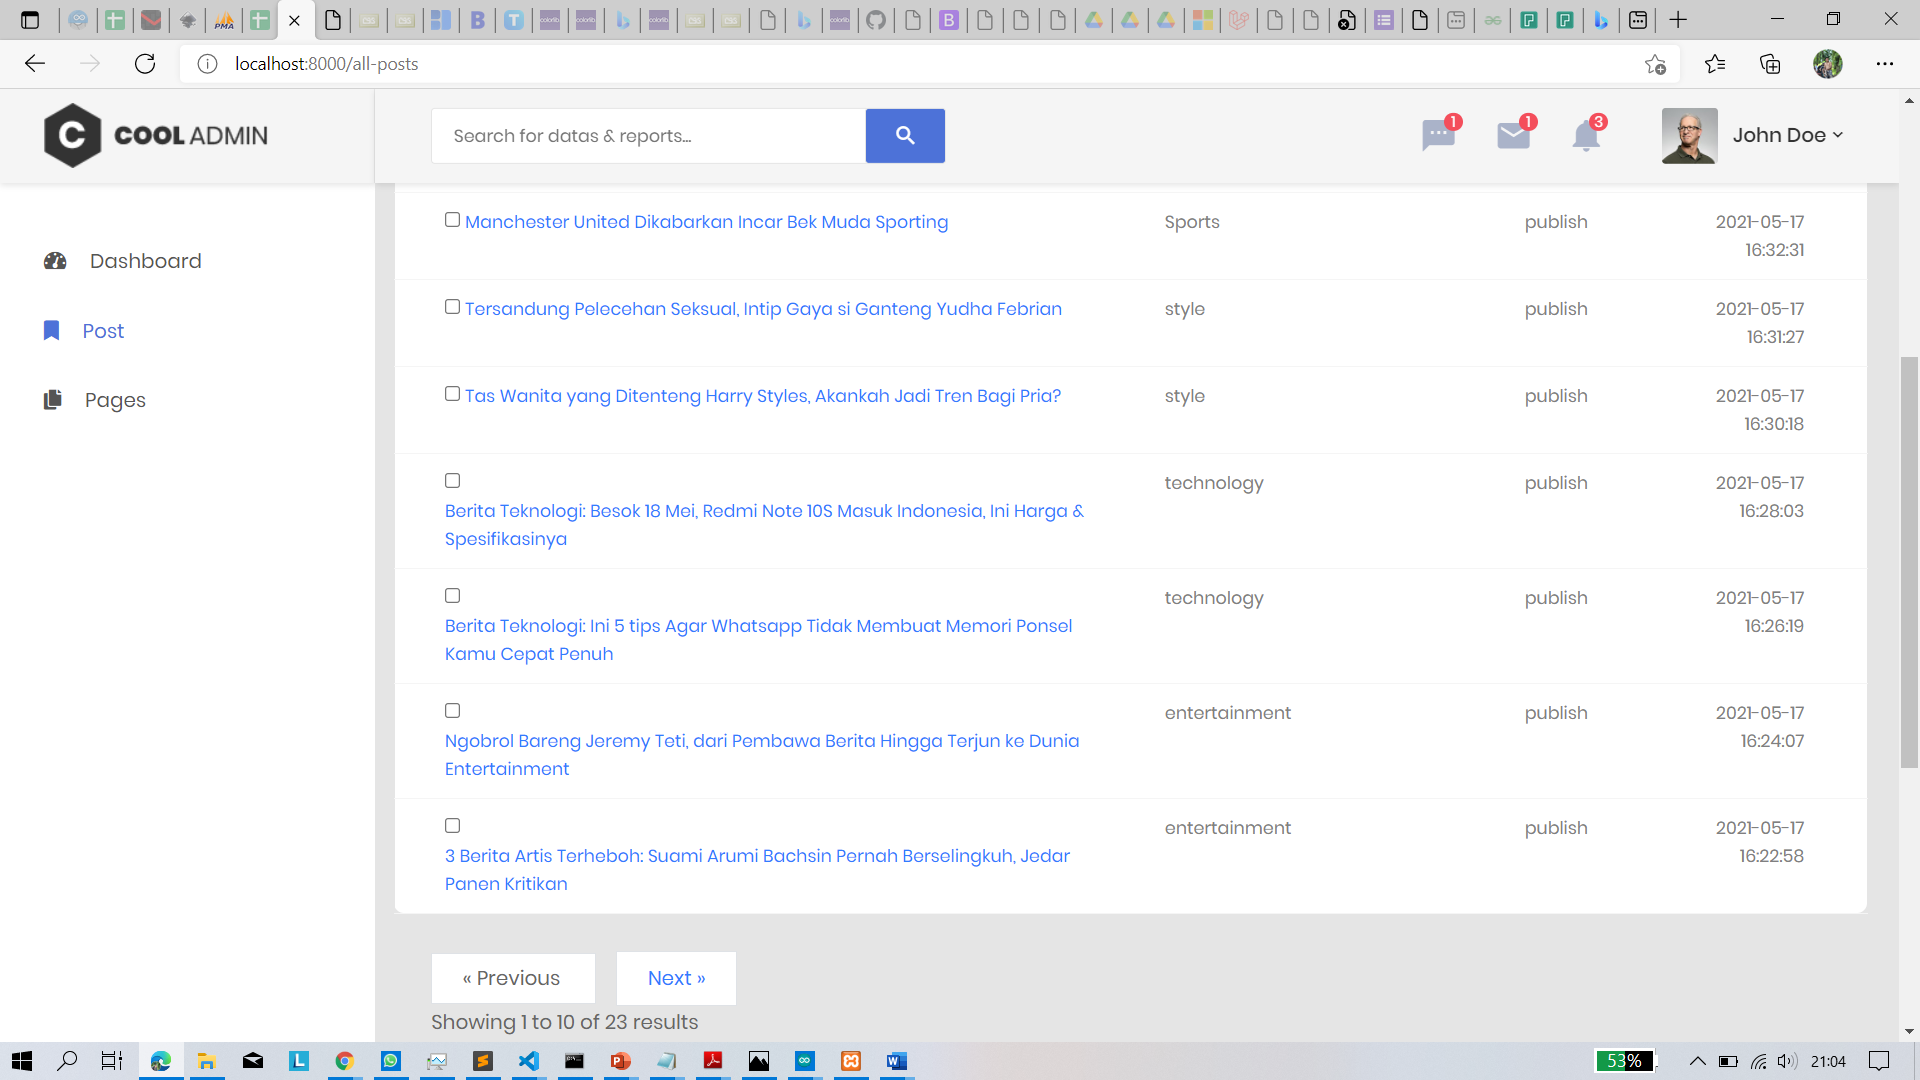 localhost:8000/all-posts
C COOL ADMIN
Search for datas & reports...
1
1
3
John Doe
Dashboard
Post
Pages
Manchester United Dikabarkan Incar Bek Muda Sporting Sports publish 2021-05-17
16:32:31
Tersandung Pelecehan Seksual, Intip Gaya si Ganteng Yudha Febrian style publish 2021-05-17
16:31:27
Tas Wanita yang Ditenteng Harry Styles, Akankah Jadi Tren Bagi Pria? style publish 2021-05-17
16:30:18
technology publish 2021-05-17
Berita Teknologi: Besok 18 Mei, Redmi Note 10S Masuk Indonesia, Ini Harga & 16:28:03
Spesifikasinya
technology publish 2021-05-17
Berita Teknologi: Ini 5 tips Agar Whatsapp Tidak Membuat Memori Ponsel 16:26:19
Kamu Cepat Penuh
entertainment publish 2021-05-17
Ngobrol Bareng Jeremy Teti, dari Pembawa Berita Hingga Terjun ke Dunia 16:24:07
Entertainment
entertainment publish 2021-05-17
3 Berita Artis Terheboh: Suami Arumi Bachsin Pernah Berselingkuh, Jedar 16:22:58
Panen Kritikan
« Previous Next »
Showing 1 to 10 of 23 results
53% 21:04